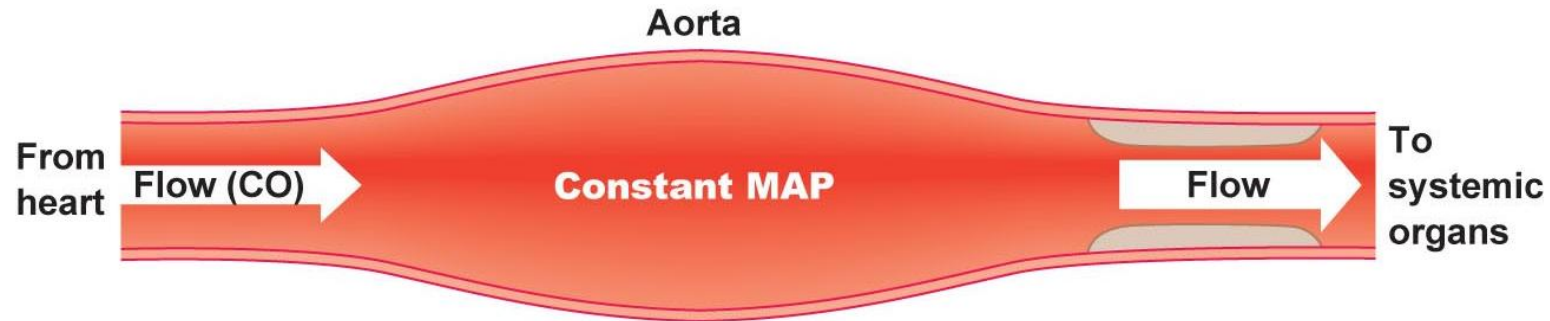 Aorta
From
heart
Flow (CO)
Constant MAP
Flow
To
systemic
organs